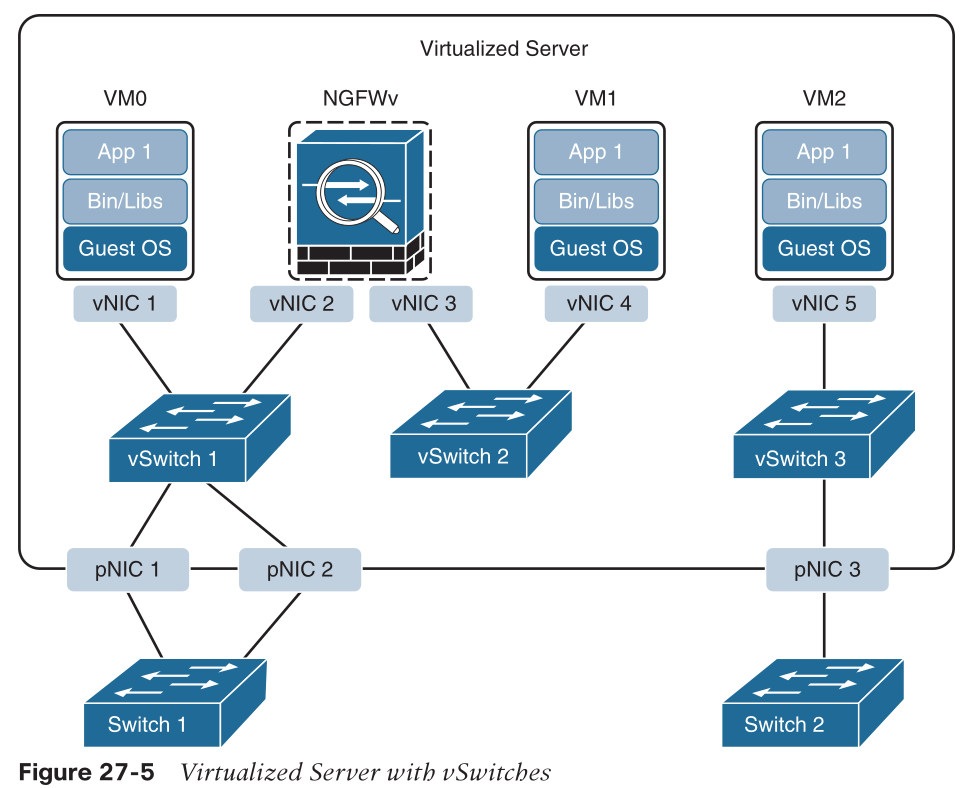 Virtualized Server
VM0
NGFWv
VM1
VM2
App 1
App 1
App 1
Bin/Libs
Bin/Libs
Bin/Libs
Guest OS
Guest OS
Guest OS
vNIC 1
vNIC 2
vNIC 3
vNIC 4
vNIC 5
vSwitch 1
vSwitch 2
vSwitch 3
pNIC 1
pNIC 2
pNIC 3
Switch 1
Switch 2
Figure 27-5 Virtualized Server with vSwitches